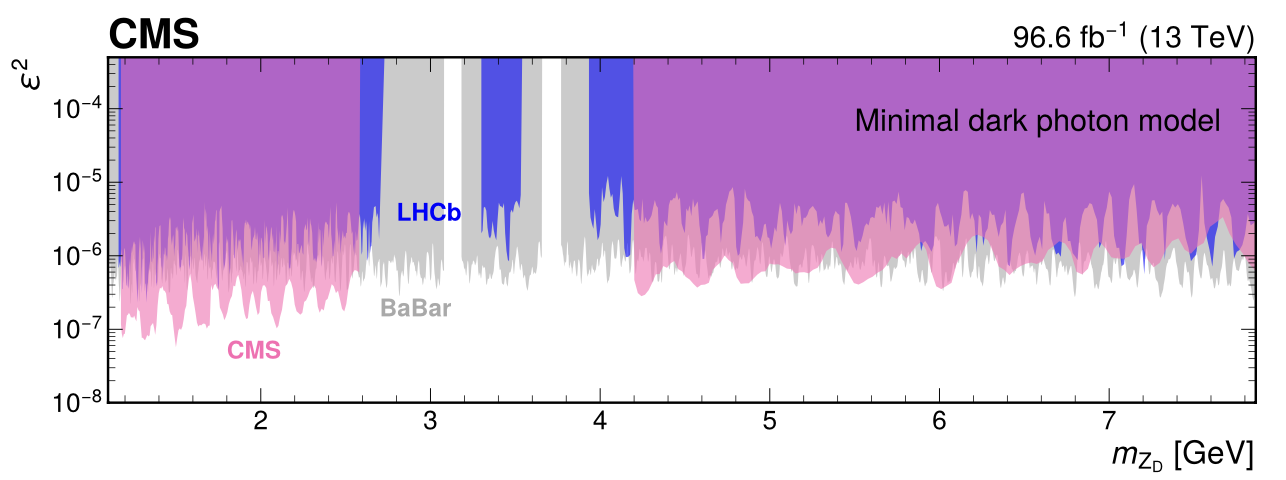 CMS 96.6 fb⁻¹ (13 TeV)
ε²
10⁻⁴
Minimal dark photon model
10⁻⁵
LHCb
10⁻⁶
BaBar
10⁻⁷
CMS
10⁻⁸
2 3 4 5 6 7
m_{Z_D} [GeV]